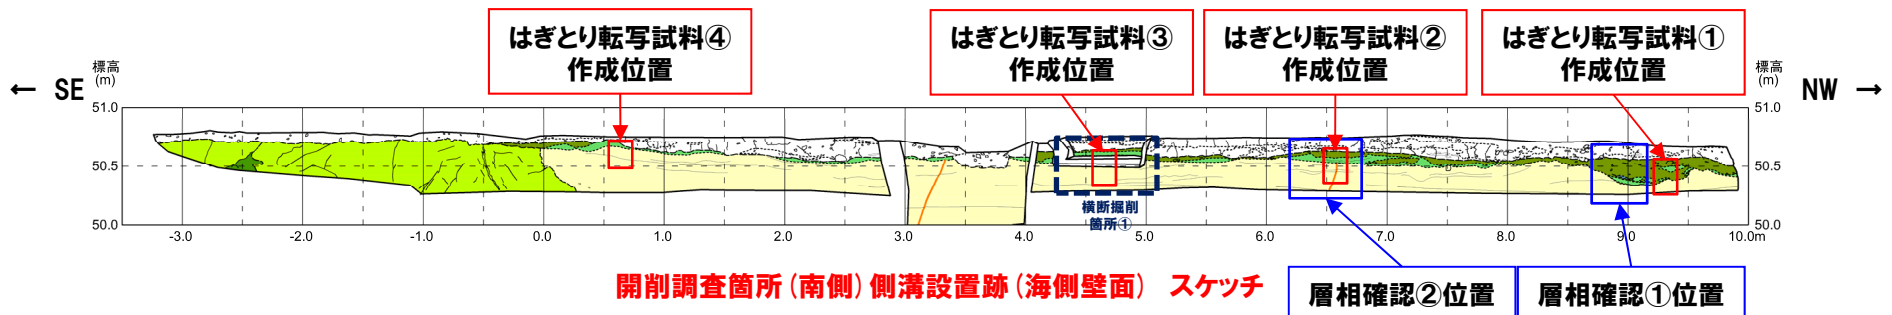 はぎとり転写試料④
作成位置
はぎとり転写試料③
作成位置
はぎとり転写試料②
作成位置
はぎとり転写試料①
作成位置
← SE
標高
(m)
標高
(m)
NW →
51.0
51.0
50.5
50.5
50.0
50.0
横断掘削
箇所①
-3.0 -2.0 -1.0 0.0 1.0 2.0 3.0 4.0 5.0 6.0 7.0 8.0 9.0 10.0m
開削調査箇所(南側)側溝設置跡(海側壁面) スケッチ
層相確認②位置
層相確認①位置